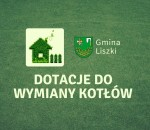 Gmina
Liszki
DOTACJE DO
WYMIANY KOTŁÓW